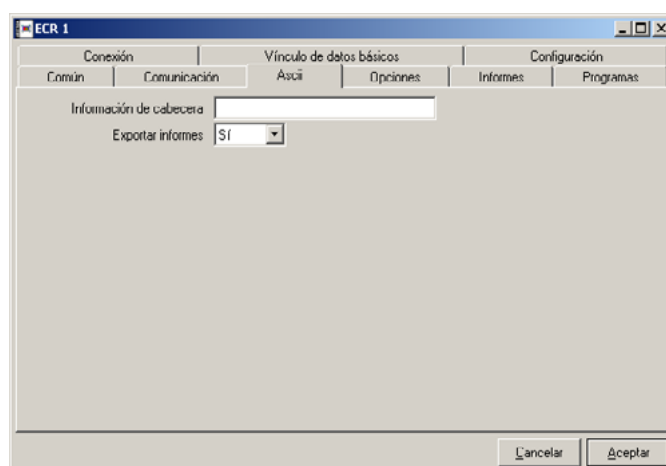 ECR 1
Conexión Vínculo de datos básicos Configuración
Común Comunicación Ascii Opciones Informes Programas
Información de cabecera
Exportar informes Sí
Cancelar Aceptar